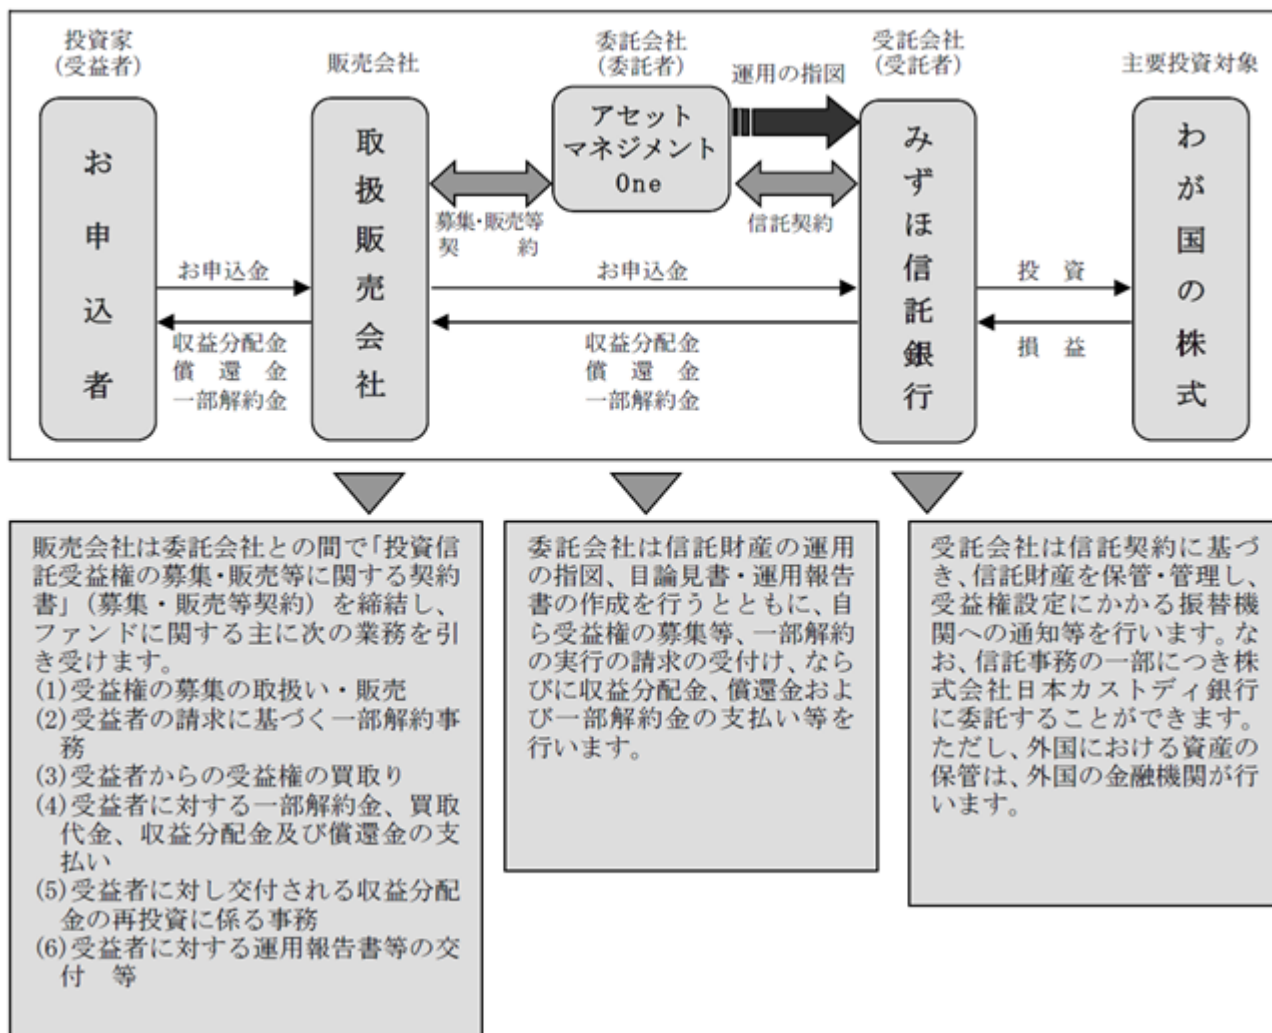 投資家
(受益者)
販売会社
委託会社
(委託者)
運用の指図
受託会社
(受託者)
主要投資対象
お申込者
取扱販売会社
アセット
マネジメント
One
みずほ信託銀行
わが国の株式
募集・販売等
契約
信託契約
お申込金
お申込金
投資
収益分配金
償還金
一部解約金
収益分配金
償還金
一部解約金
損益
販売会社は委託会社との間で「投資信
託受益権の募集・販売等に関する契約
書」(募集・販売等契約)を締結し、
ファンドに関する主に次の業務を引
き受けます。
(1)受益権の募集の取扱い・販売
(2)受益者の請求に基づく一部解約事
務
(3)受益者からの受益権の買取り
(4)受益者に対する一部解約金、買取
代金、収益分配金及び償還金の支
払い
(5)受益者に対し交付される収益分配
金の再投資に係る事務
(6)受益者に対する運用報告書等の交
付 等
委託会社は信託財産の運用
の指図、目論見書・運用報告
書の作成を行うとともに、自
ら受益権の募集等、一部解約
の実行の請求の受付け、なら
びに収益分配金、償還金およ
び一部解約金の支払い等を
行います。
受託会社は信託契約に基づ
き、信託財産を保管・管理し、
受益権設定にかかる振替機
関への通知等を行います。な
お、信託事務の一部につき株
式会社日本カストディ銀行
に委託することができます。
ただし、外国における資産の
保管は、外国の金融機関が行
います。